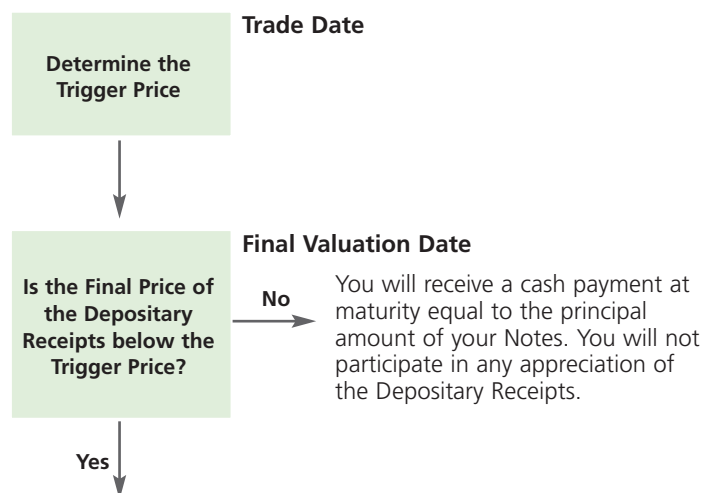 Trade Date
Determine the
Trigger Price
Final Valuation Date
Is the Final Price of
the Depositary
Receipts below the
Trigger Price?
No
You will receive a cash payment at
maturity equal to the principal
amount of your Notes. You will not
participate in any appreciation of
the Depositary Receipts.
Yes